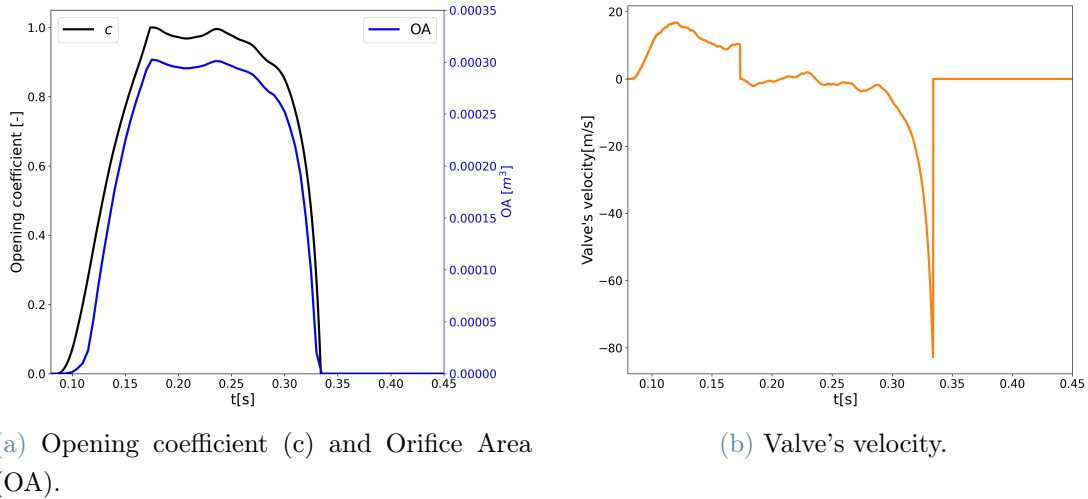 c
OA
1.0
0.8
0.6
0.4
0.2
0.0
Opening coefficient [-]
0.00035
0.00030
0.00025
0.00020
0.00015
0.00010
0.00005
0.00000
OA [m³]
0.10 0.15 0.20 0.25 0.30 0.35 0.40 0.45
t[s]
20
0
−20
−40
−60
−80
Valve's velocity[m/s]
0.10 0.15 0.20 0.25 0.30 0.35 0.40 0.45
t[s]
a) Opening coefficient (c) and Orifice Area
(OA).
(b) Valve's velocity.